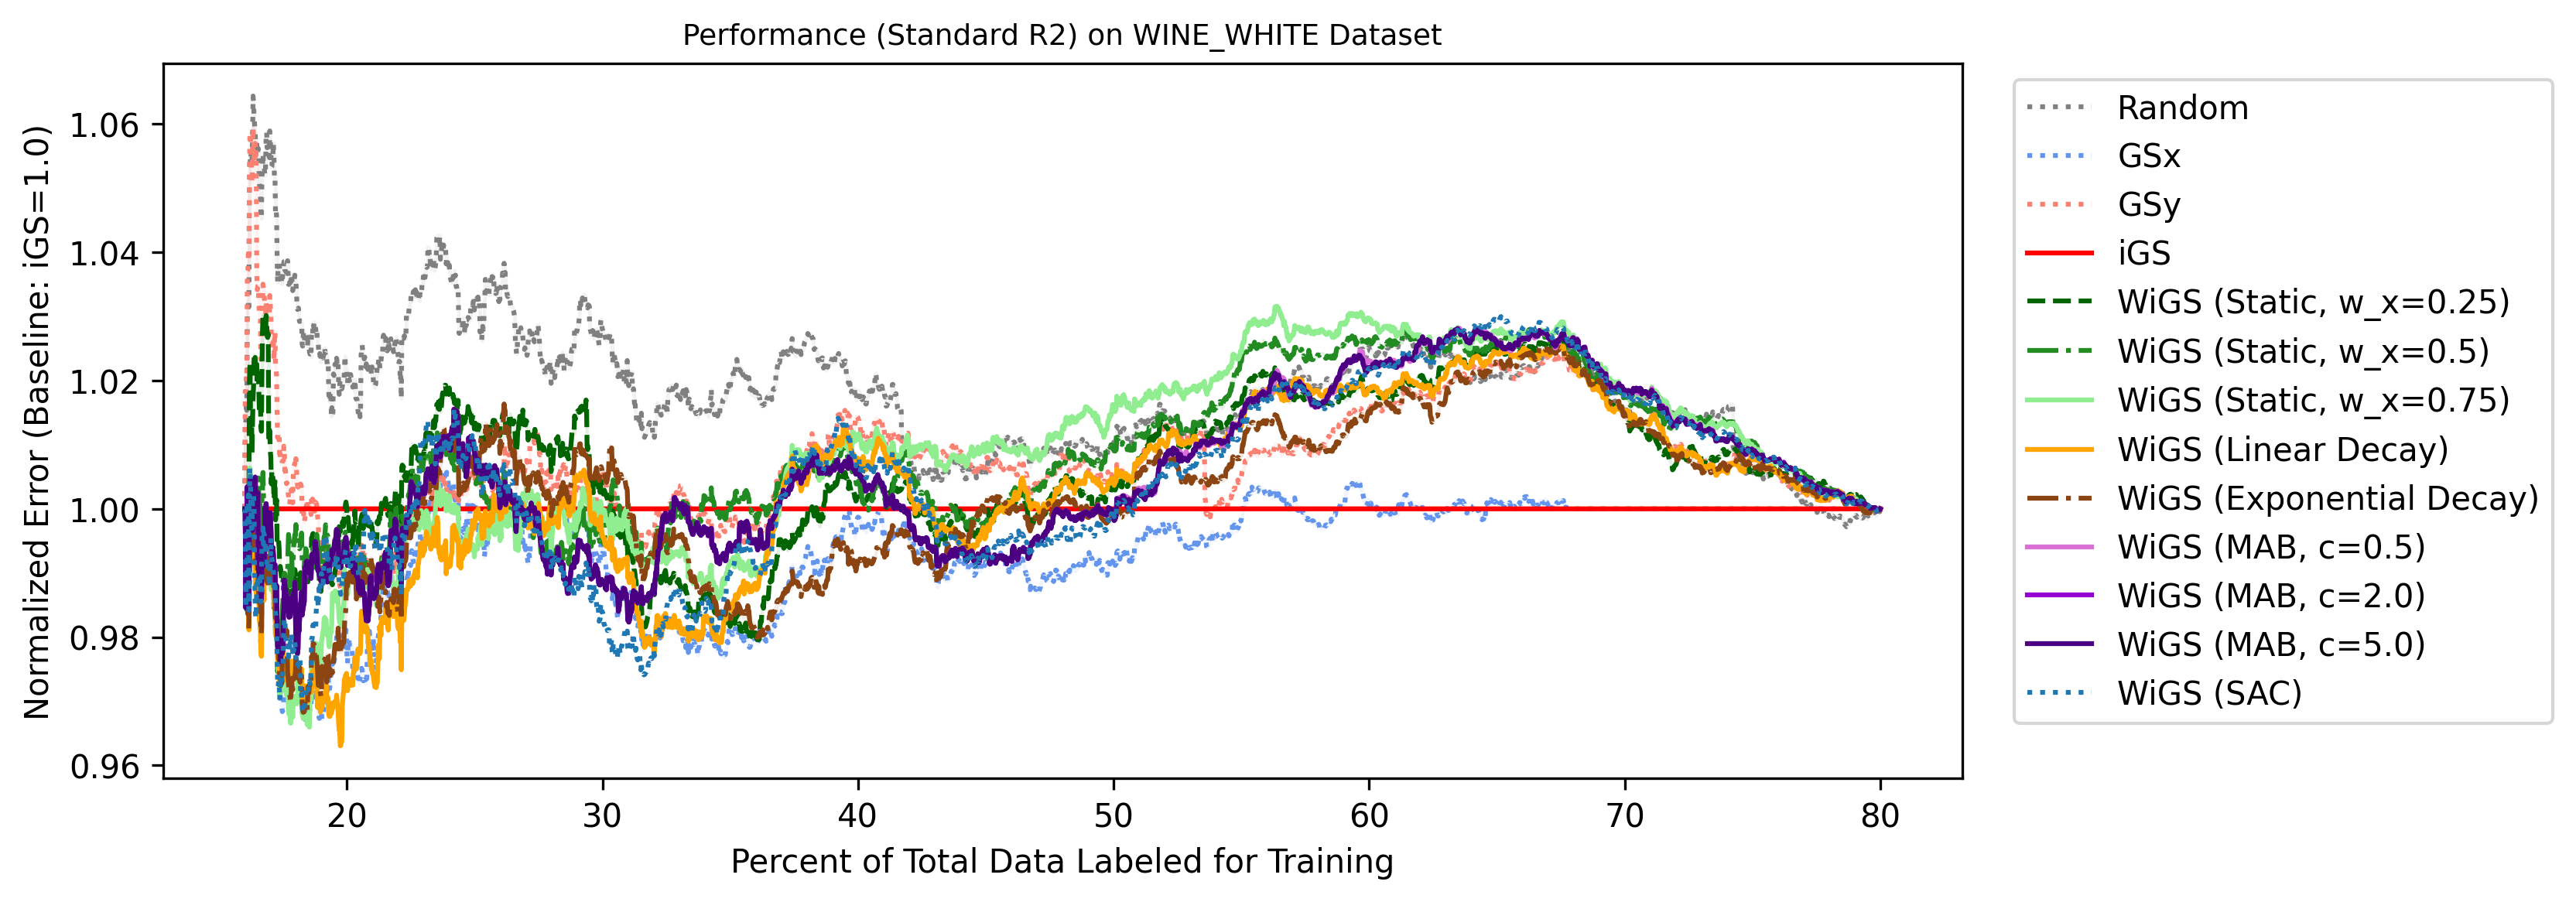 Performance (Standard R2) on WINE_WHITE Dataset
Normalized Error (Baseline: iGS=1.0)
1.06
1.04
1.02
1.00
0.98
0.96
20 30 40 50 60 70 80
Percent of Total Data Labeled for Training
Random
GSx
GSy
iGS
WiGS (Static, w_x=0.25)
WiGS (Static, w_x=0.5)
WiGS (Static, w_x=0.75)
WiGS (Linear Decay)
WiGS (Exponential Decay)
WiGS (MAB, c=0.5)
WiGS (MAB, c=2.0)
WiGS (MAB, c=5.0)
WiGS (SAC)